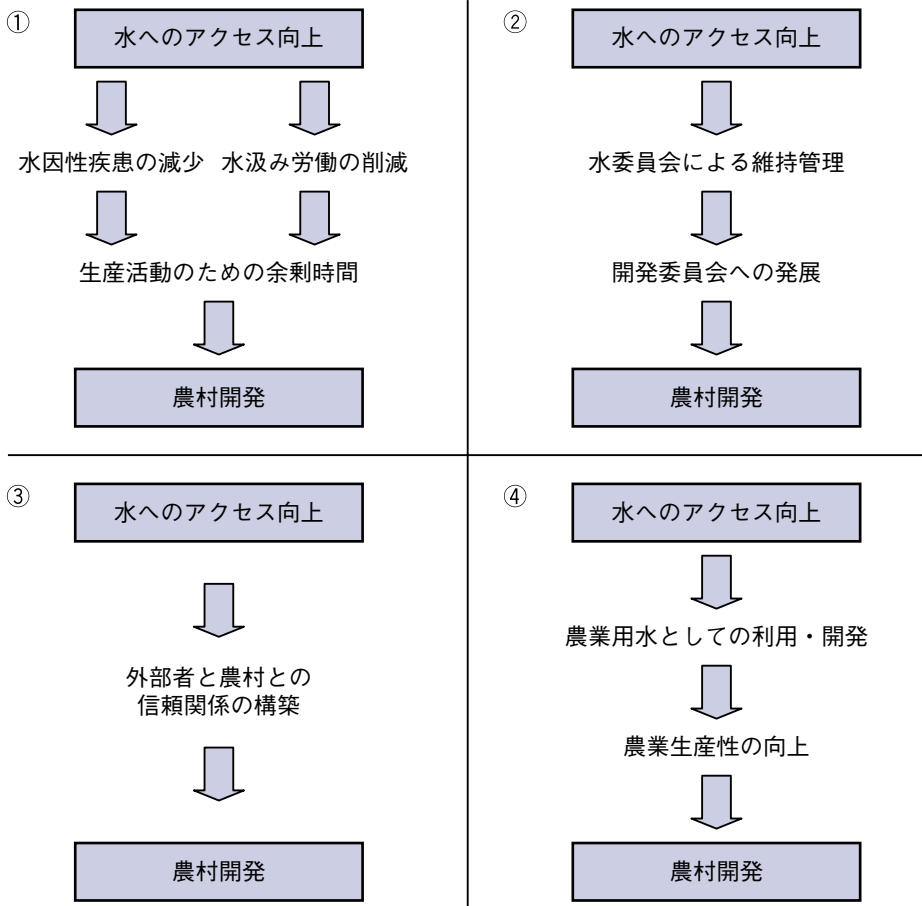 ①
水へのアクセス向上
水因性疾患の減少 水汲み労働の削減
生産活動のための余剰時間
農村開発
②
水へのアクセス向上
水委員会による維持管理
開発委員会への発展
農村開発
③
水へのアクセス向上
外部者と農村との
信頼関係の構築
農村開発
④
水へのアクセス向上
農業用水としての利用・開発
農業生産性の向上
農村開発